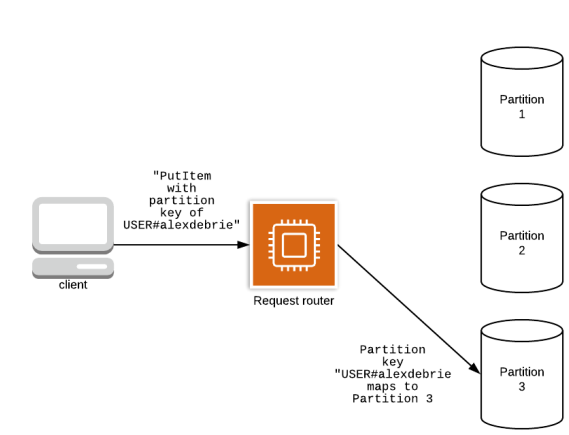 "PutItem
with
partition
key of
USER#alexdebrie"
client
Request router
Partition
key
"USER#alexdebrie
maps to
Partition 3
Partition
1
Partition
2
Partition
3